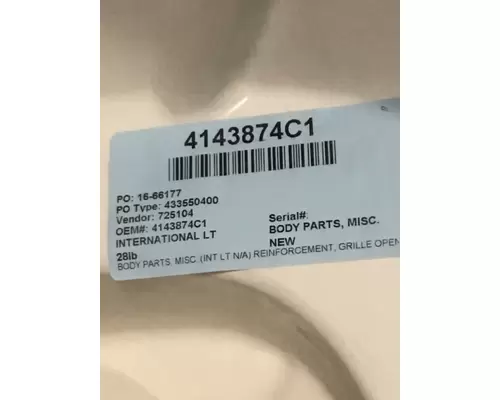 4143874C1
PO: 16-66177
PO Type: 433550400
Vendor: 725104
OEM#: 4143874C1
INTERNATIONAL LT
28lb
Serial#:
BODY PARTS, MISC.
NEW
BODY PARTS, MISC. (INT LT N/A) REINFORCEMENT, GRILLE OPEN